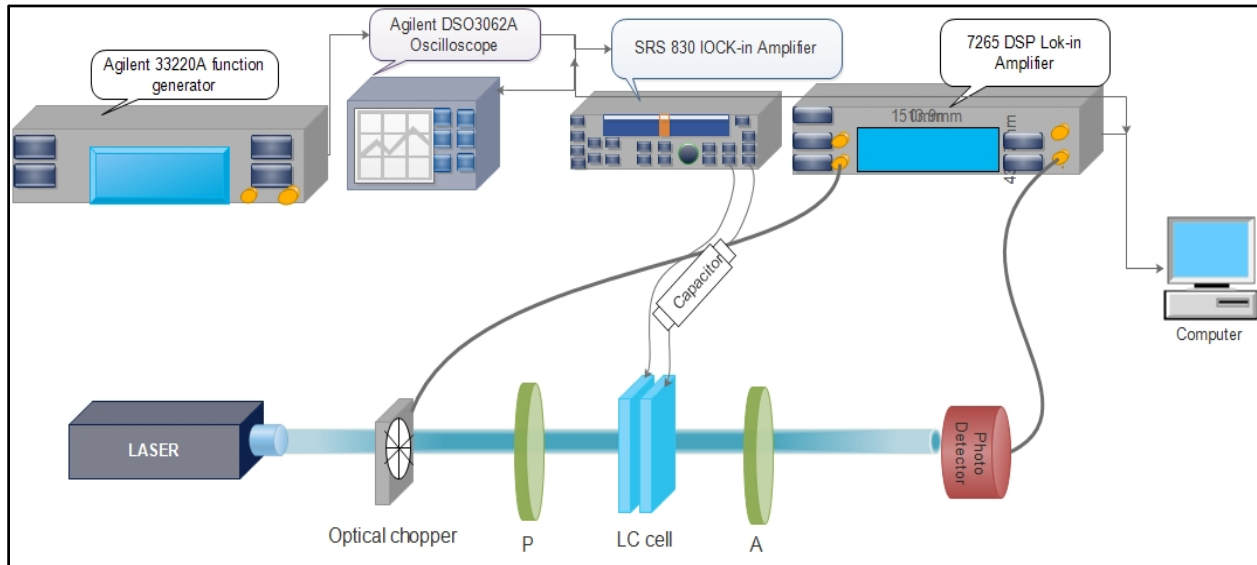 Agilent DSO3062A
Oscilloscope
SRS 830 lOCK-in Amplifier
7265 DSP Lok-in
Amplifier
Agilent 33220A function
generator
Capacitor
Computer
LASER
Photo
Detector
Optical chopper
P
LC cell
A